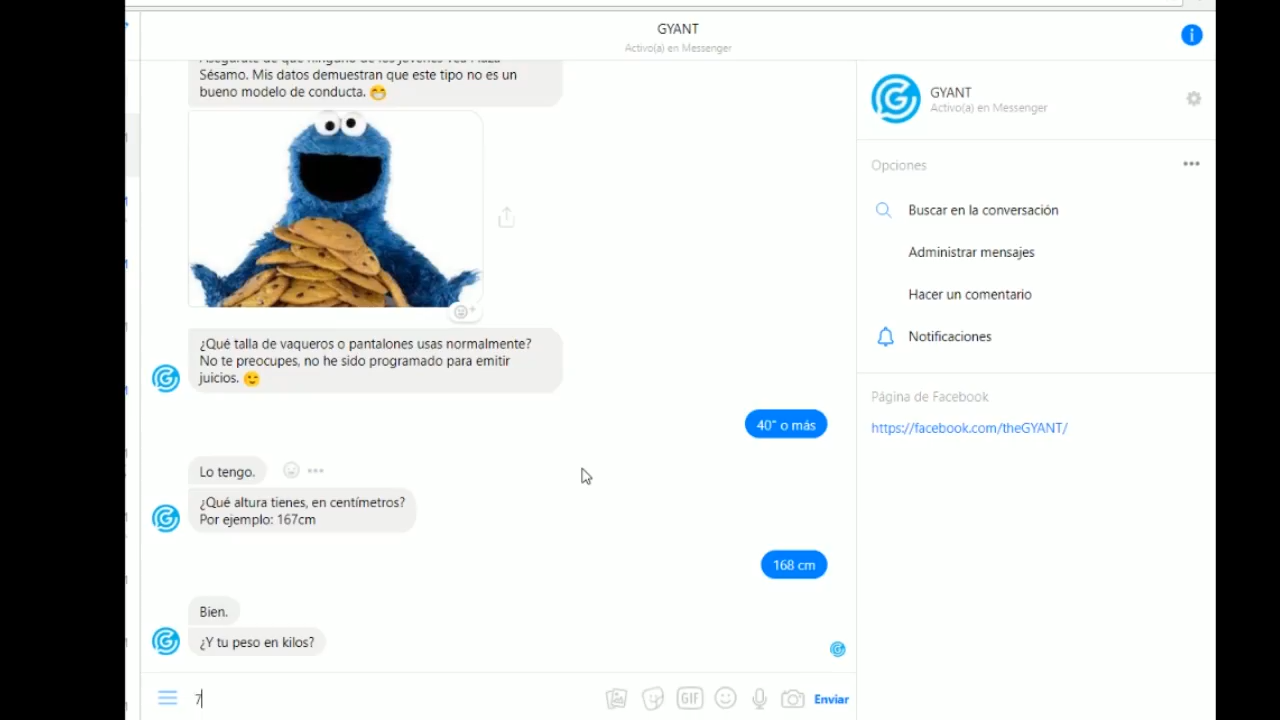 GYANT
Activo(a) en Messenger
Asegúrate de que ninguno de los jóvenes vea Plaza
Sésamo. Mis datos demuestran que este tipo no es un
bueno modelo de conducta. 😁
¿Qué talla de vaqueros o pantalones usas normalmente?
No te preocupes, no he sido programado para emitir
juicios. 😉
40" o más
Lo tengo.
¿Qué altura tienes, en centímetros?
Por ejemplo: 167cm
168 cm
Bien.
¿Y tu peso en kilos?
7
GIF
Enviar
GYANT
Activo(a) en Messenger
Opciones
Buscar en la conversación
Administrar mensajes
Hacer un comentario
Notificaciones
Página de Facebook
https://facebook.com/theGYANT/